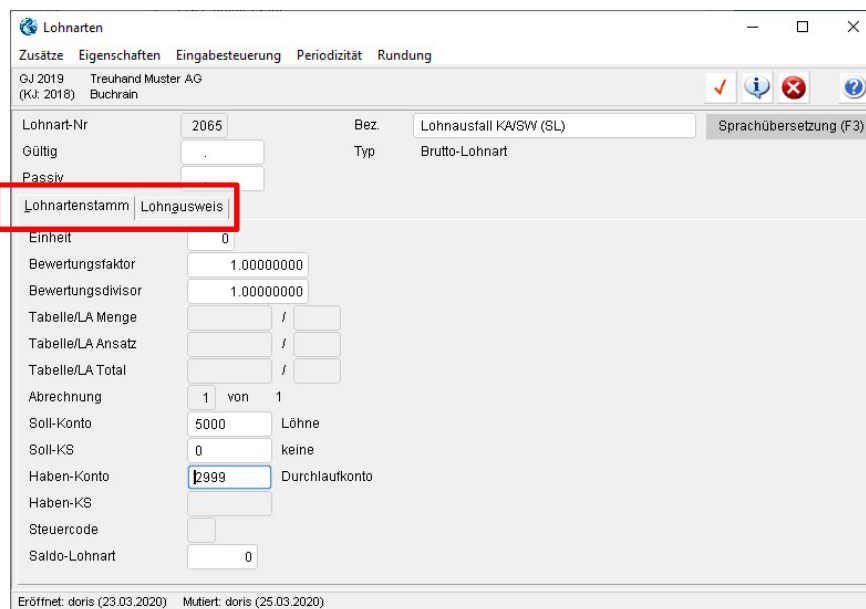 Lohnarten
Zusätze Eigenschaften Eingabesteuerung Periodizität Rundung
GJ 2019 Treuhand Muster AG
(KJ: 2018) Buchrain
Lohnart-Nr 2065 Bez. Lohnausfall KA/SW (SL) Sprachübersetzung (F3)
Gültig . Typ Brutto-Lohnart
Passiv
Lohnartenstamm Lohnausweis
Einheit 0
Bewertungsfaktor 1.00000000
Bewertungsdivisor 1.00000000
Tabelle/LA Menge /
Tabelle/LA Ansatz /
Tabelle/LA Total /
Abrechnung 1 von 1
Soll-Konto 5000 Löhne
Soll-KS 0 keine
Haben-Konto 2999 Durchlaufkonto
Haben-KS
Steuercode
Saldo-Lohnart 0
Eröffnet: doris (23.03.2020) Mutiert: doris (25.03.2020)